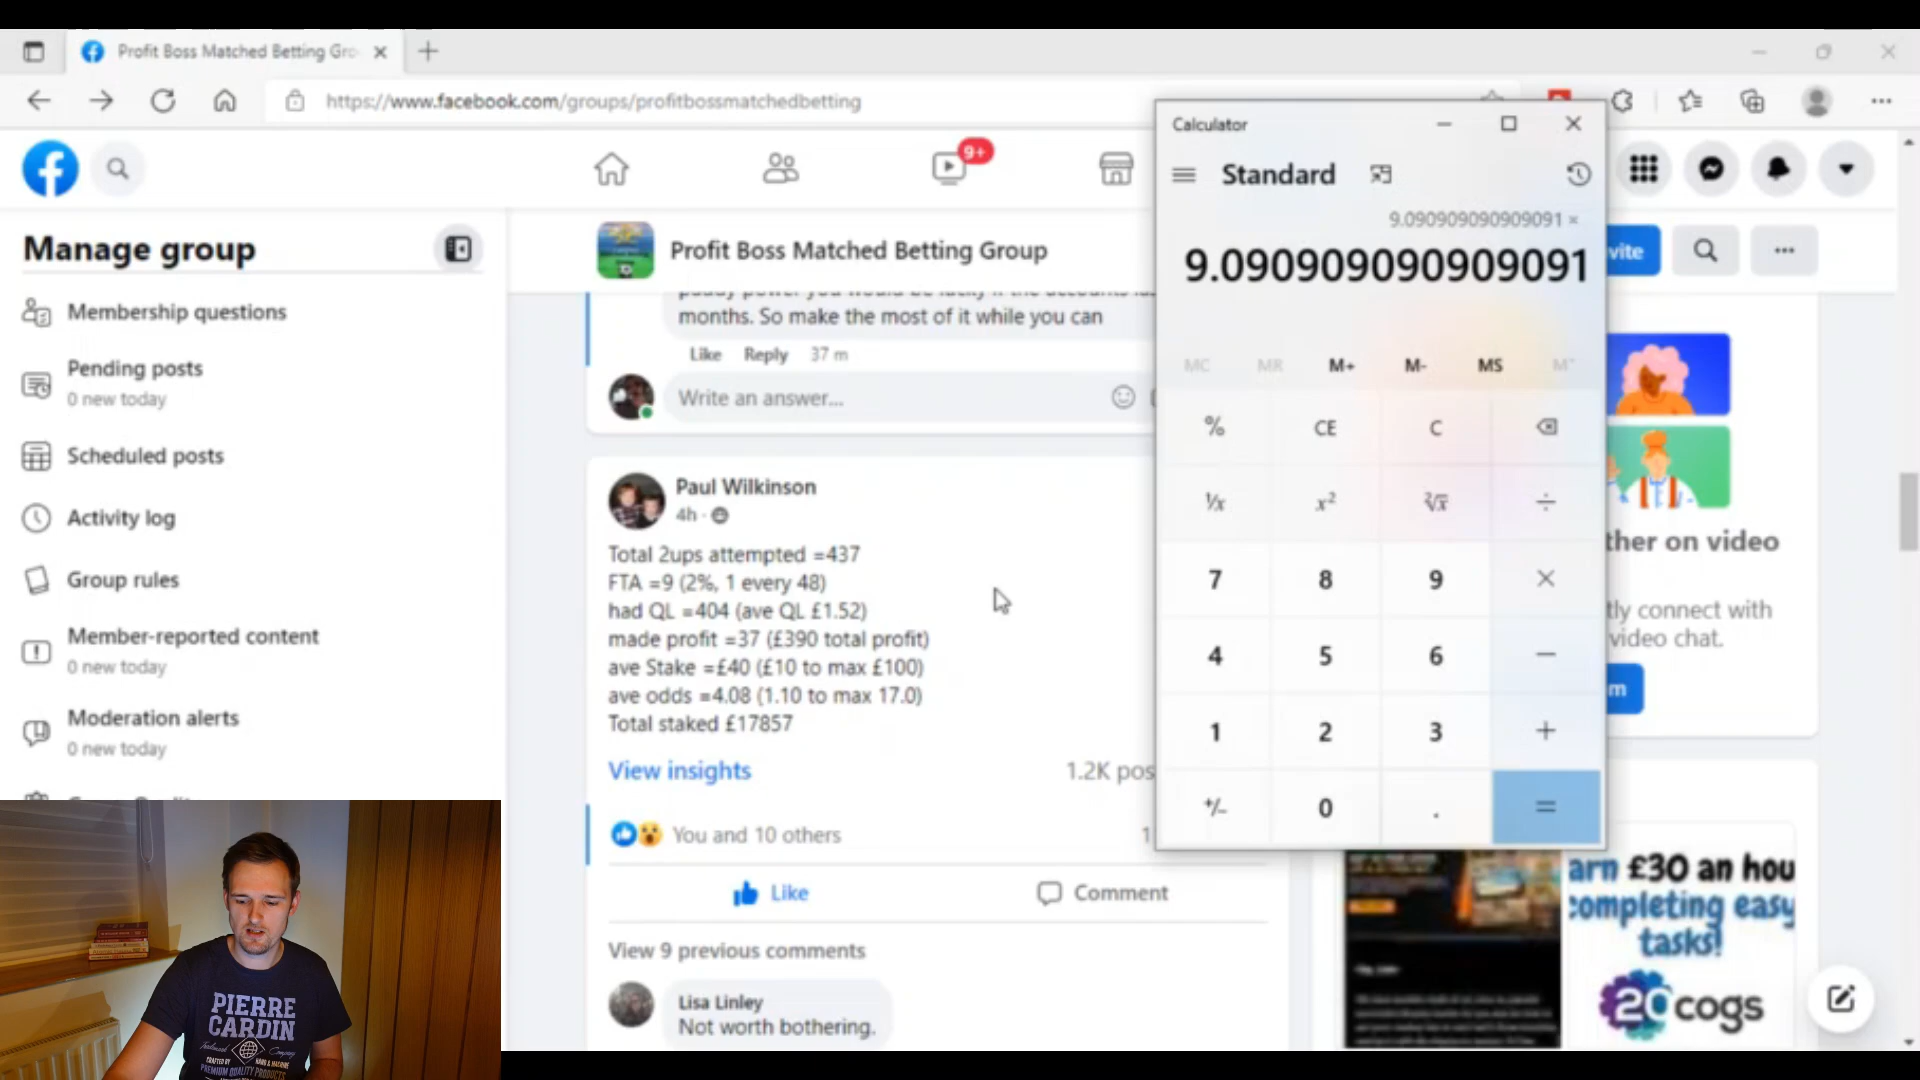 Profit Boss Matched Betting Gro
https://www.facebook.com/groups/profitbossmatchedbetting
9+
Manage group
Membership questions
Pending posts
0 new today
Scheduled posts
Activity log
Group rules
Member-reported content
0 new today
Moderation alerts
0 new today
Profit Boss Matched Betting Group
months. So make the most of it while you can
Like Reply 37 m
Write an answer...
Paul Wilkinson
4h
Total 2ups attempted =437
FTA =9 (2%, 1 every 48)
had QL =404 (ave QL £1.52)
made profit =37 (£390 total profit)
ave Stake =£40 (£10 to max £100)
ave odds =4.08 (1.10 to max 17.0)
Total staked £17857
View insights
1.2K pos
You and 10 others
1
Like
Comment
View 9 previous comments
Lisa Linley
Not worth bothering.
Calculator
Standard
9.090909090909091 ×
9.090909090909091
MC MR M+ M- MS
% CE C
⅟x x² ²√x ÷
7 8 9 ×
4 5 6 −
1 2 3 +
+/− 0 . =
vite
ther on video
tly connect with
video chat.
m
arn £30 an hou
completing easy
tasks!
20cogs
PIERRE
CARDIN
CRAFTED BY
PREMIUM QUALITY PRODUCTS